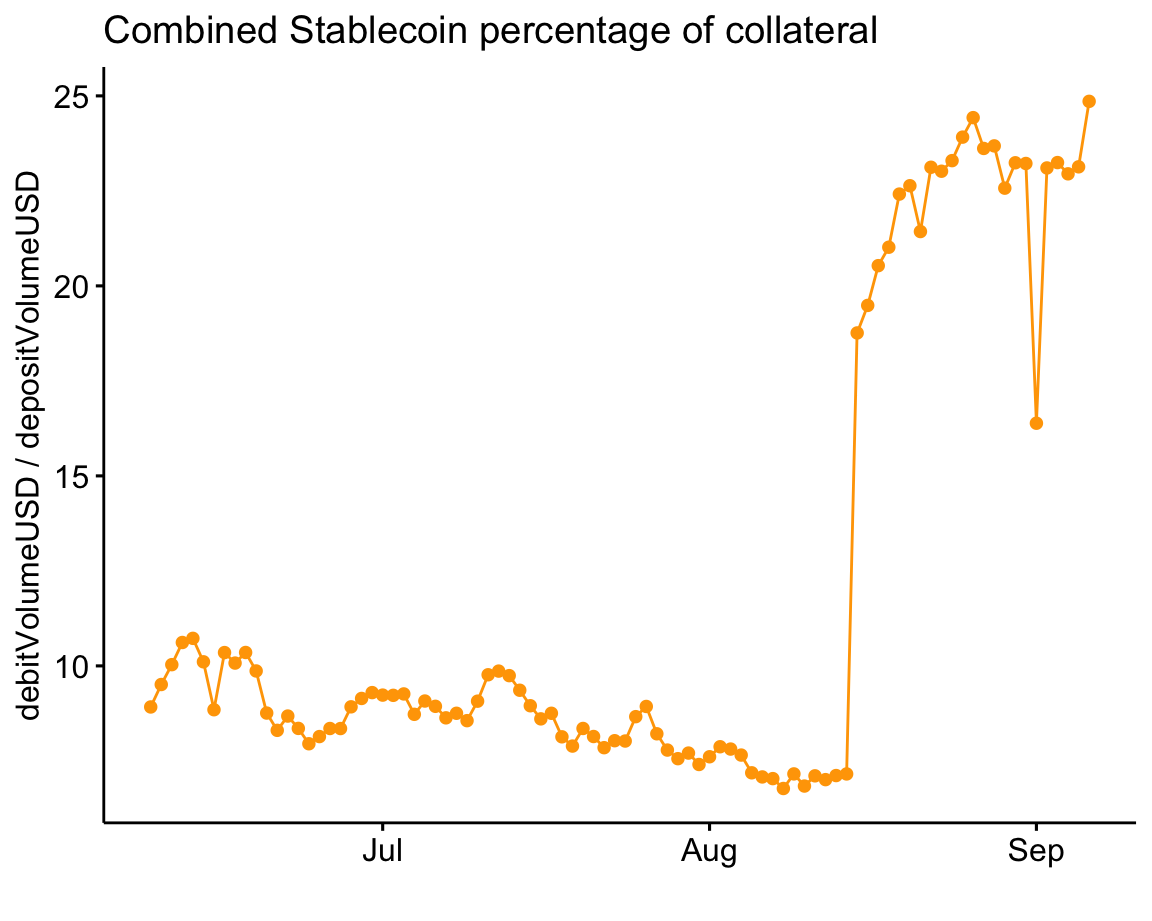 Combined Stablecoin percentage of collateral
debitVolumeUSD / depositVolumeUSD
25
20
15
10
Jul
Aug
Sep